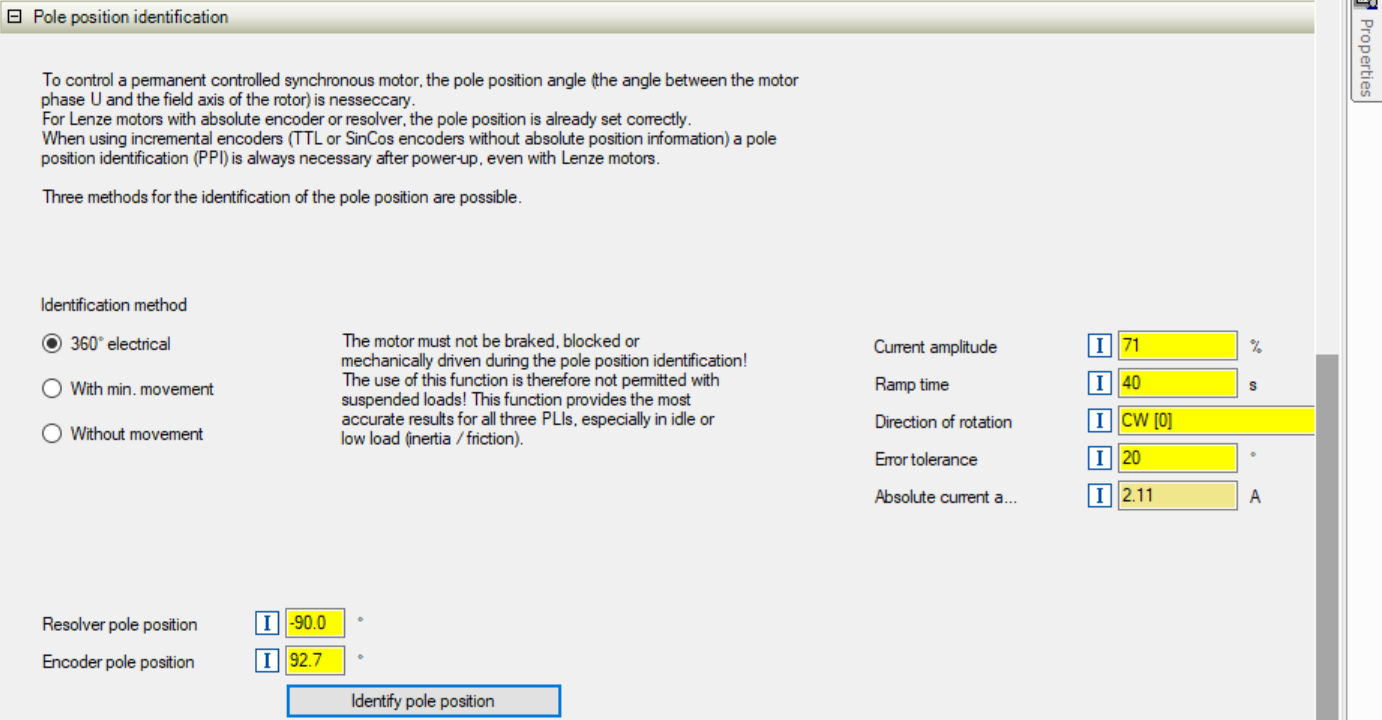 Pole position identification
Properties
To control a permanent controlled synchronous motor, the pole position angle (the angle between the motor
phase U and the field axis of the rotor) is nesseccary.
For Lenze motors with absolute encoder or resolver, the pole position is already set correctly.
When using incremental encoders (TTL or SinCos encoders without absolute position information) a pole
position identification (PPI) is always necessary after power-up, even with Lenze motors.
Three methods for the identification of the pole position are possible.
Identification method
360° electrical
With min. movement
Without movement
The motor must not be braked, blocked or
mechanically driven during the pole position identification!
The use of this function is therefore not permitted with
suspended loads! This function provides the most
accurate results for all three PLIs, especially in idle or
low load (inertia / friction).
Current amplitude I 71 %
Ramp time I 40 s
Direction of rotation I CW [0]
Error tolerance I 20 °
Absolute current a... I 2.11 A
Resolver pole position I -90.0 °
Encoder pole position I 92.7 °
Identify pole position